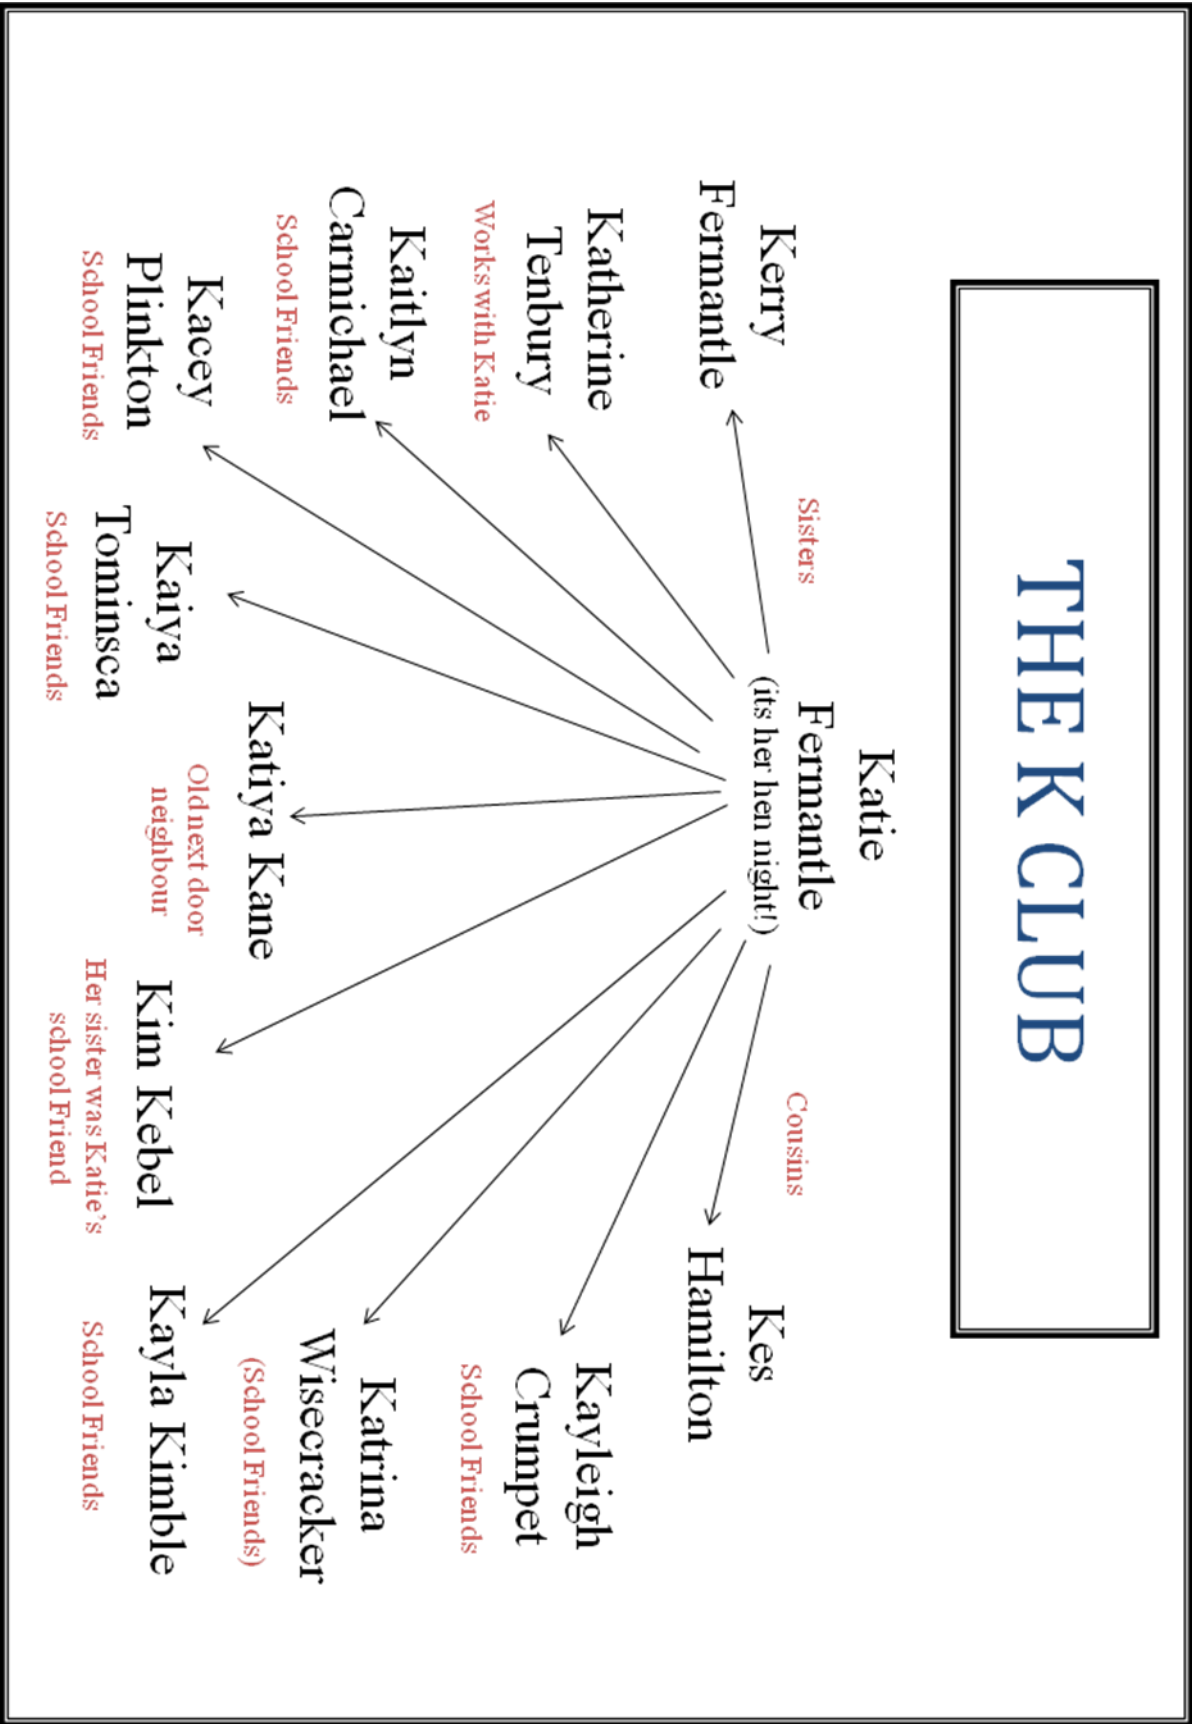 THE K CLUB
Katie
Fermantle
(its her hen night!)
Sisters
Cousins
Kerry
Fermantle
Kes
Hamilton
Katherine
Tenbury
Works with Katie
Kayleigh
Crumpet
School Friends
Kaitlyn
Carmichael
School Friends
Katrina
Wisecracker
(School Friends)
Kacey
Plinkton
School Friends
Kaiya
Tominsca
School Friends
Katiya Kane
Old next door
neighbour
Kim Kebel
Her sister was Katie's
school Friend
Kayla Kimble
School Friends